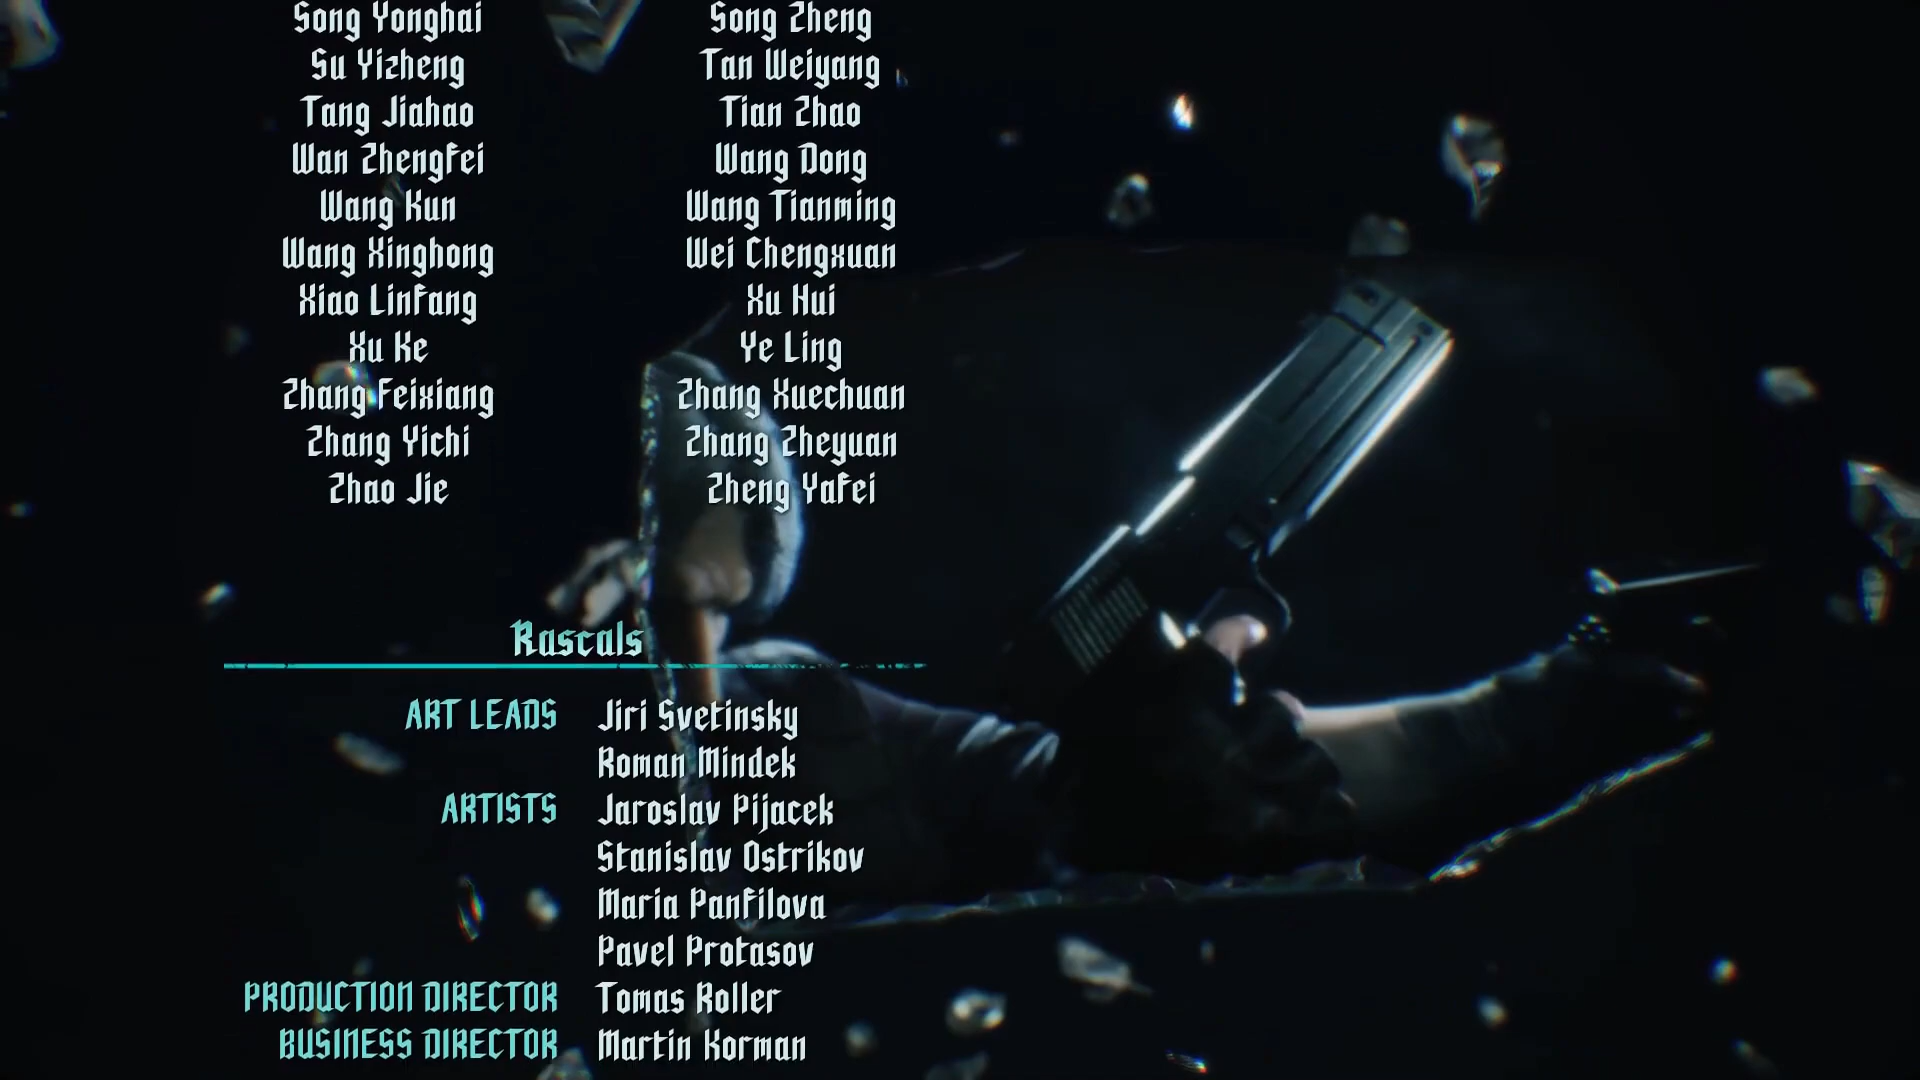 Song Yonghai Song Zheng
Su Yizheng Tan Weiyang
Tang Jiahao Tian Zhao
Wan Zhengfei Wang Dong
Wang Kun Wang Tianming
Wang Xinghong Wei Chengxuan
Xiao Linfang Xu Hui
Xu Ke Ye Ling
Zhang Feixiang Zhang Xuechuan
Zhang Yichi Zhang Zheyuan
Zhao Jie Zheng Yafei
Rascals
ART LEADS Jiri Svetinsky
Roman Mindek
ARTISTS Jaroslav Pijacek
Stanislav Ostrikov
Maria Panfilova
Pavel Protasov
PRODUCTION DIRECTOR Tomas Roller
BUSINESS DIRECTOR Martin Korman